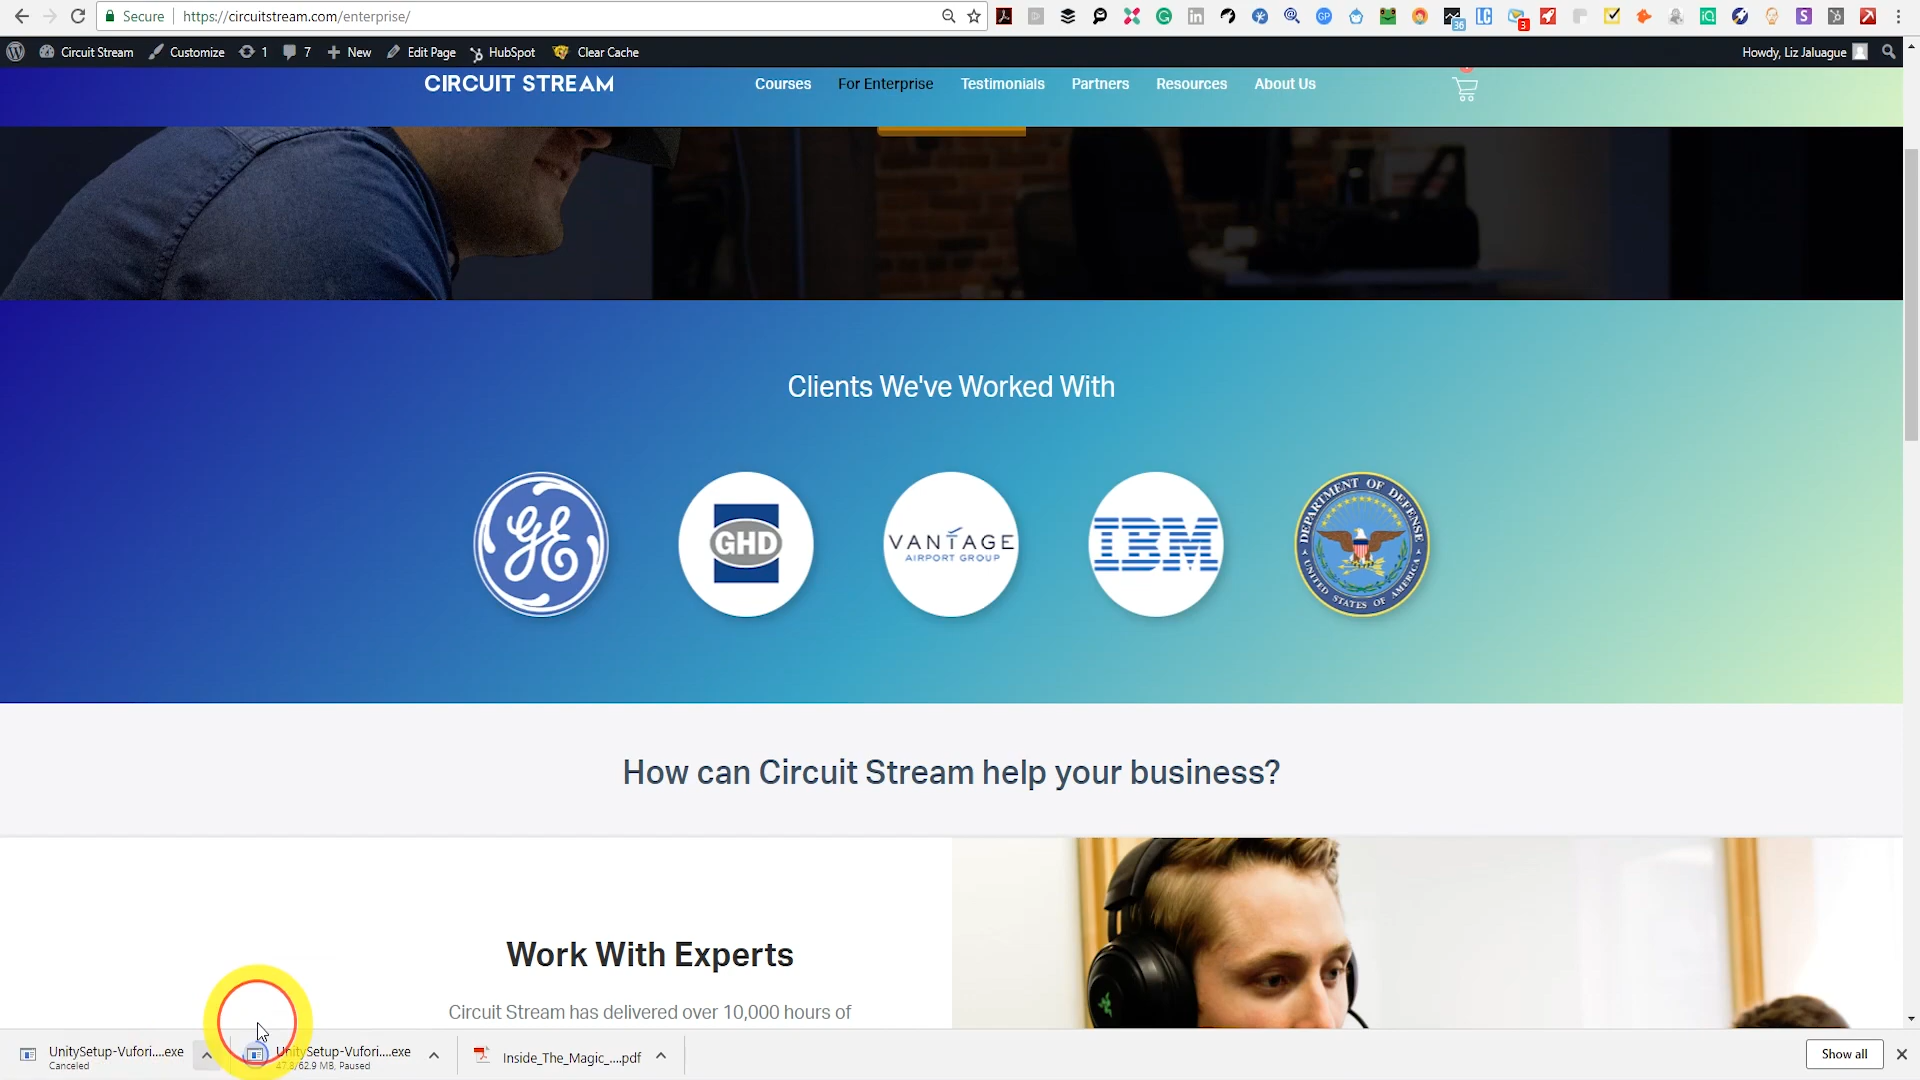 Secure https://circuitstream.com/enterprise/
Circuit Stream Customize 1 7 New Edit Page HubSpot Clear Cache Howdy, Liz Jaluague
CIRCUIT STREAM Courses For Enterprise Testimonials Partners Resources About Us
Clients We've Worked With
GE
GHD
VANTAGE
AIRPORT GROUP
IBM
DEPARTMENT OF DEFENSE
UNITED STATES OF AMERICA
How can Circuit Stream help your business?
Work With Experts
Circuit Stream has delivered over 10,000 hours of
UnitySetup-Vufori....exe
Canceled
UnitySetup-Vufori....exe
47.8/62.9 MB, Paused
Inside_The_Magic_....pdf
Show all